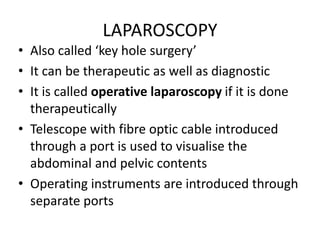 LAPAROSCOPY
• Also called ‘key hole surgery’
• It can be therapeutic as well as diagnostic
• It is called operative laparoscopy if it is done
therapeutically
• Telescope with fibre optic cable introduced
through a port is used to visualise the
abdominal and pelvic contents
• Operating instruments are introduced through
separate ports